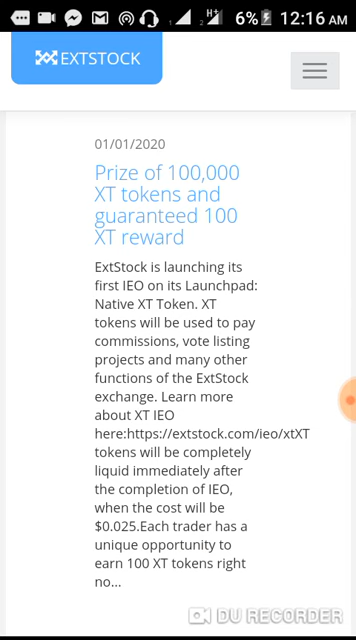 1 2 H+ 6% 12:16 AM
EXTSTOCK
01/01/2020
Prize of 100,000
XT tokens and
guaranteed 100
XT reward
ExtStock is launching its
first IEO on its Launchpad:
Native XT Token. XT
tokens will be used to pay
commissions, vote listing
projects and many other
functions of the ExtStock
exchange. Learn more
about XT IEO
here:https://extstock.com/ieo/xtXT
tokens will be completely
liquid immediately after
the completion of IEO,
when the cost will be
$0.025.Each trader has a
unique opportunity to
earn 100 XT tokens right
no...
DU RECORDER